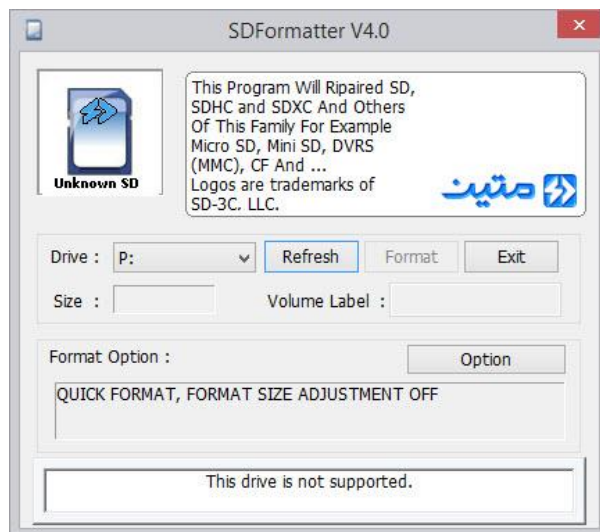 SDFormatter V4.0
Unknown SD
This Program Will Ripaired SD,
SDHC and SDXC And Others
Of This Family For Example
Micro SD, Mini SD, DVRS
(MMC), CF And ...
Logos are trademarks of
SD-3C, LLC.
متین
Drive : P: Refresh Format Exit
Size : Volume Label :
Format Option : Option
QUICK FORMAT, FORMAT SIZE ADJUSTMENT OFF
This drive is not supported.